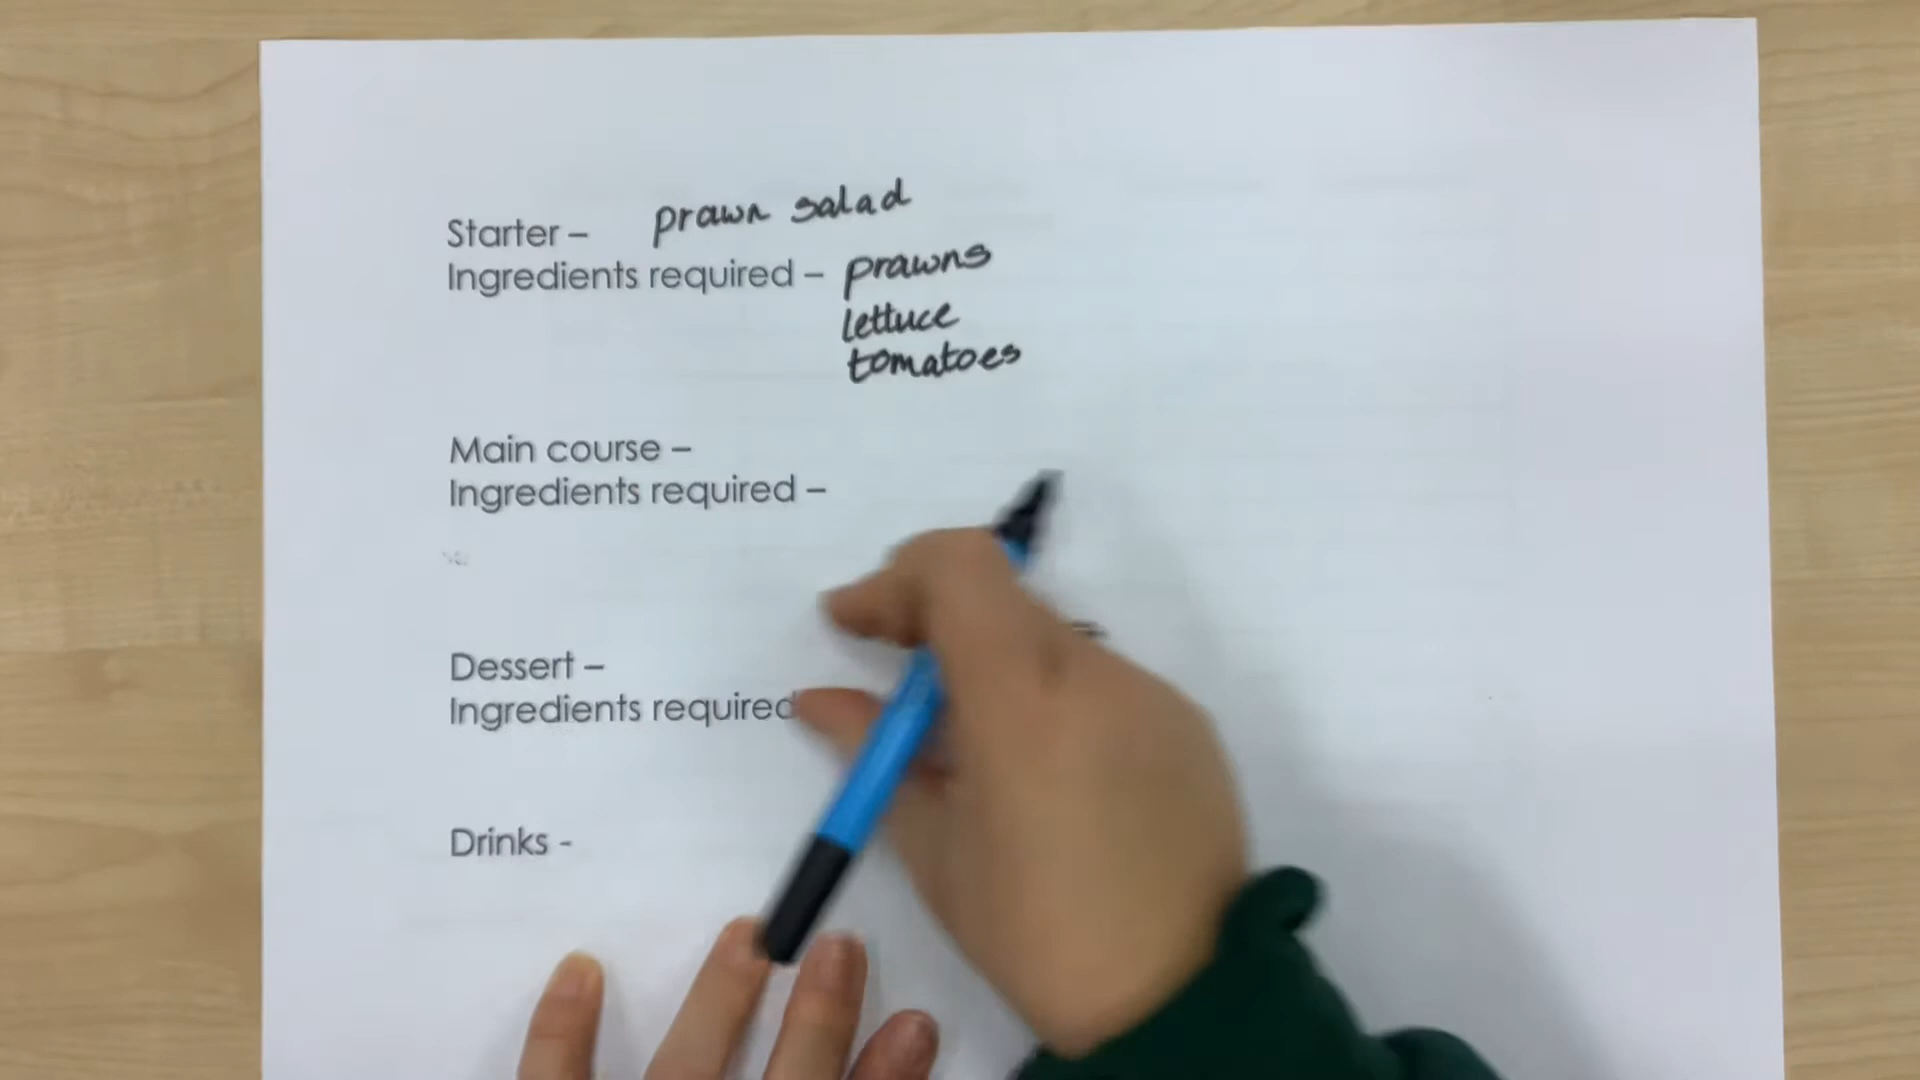 Starter – prawn salad
Ingredients required – prawns
lettuce
tomatoes
Main course –
Ingredients required –
Dessert –
Ingredients required
Drinks -